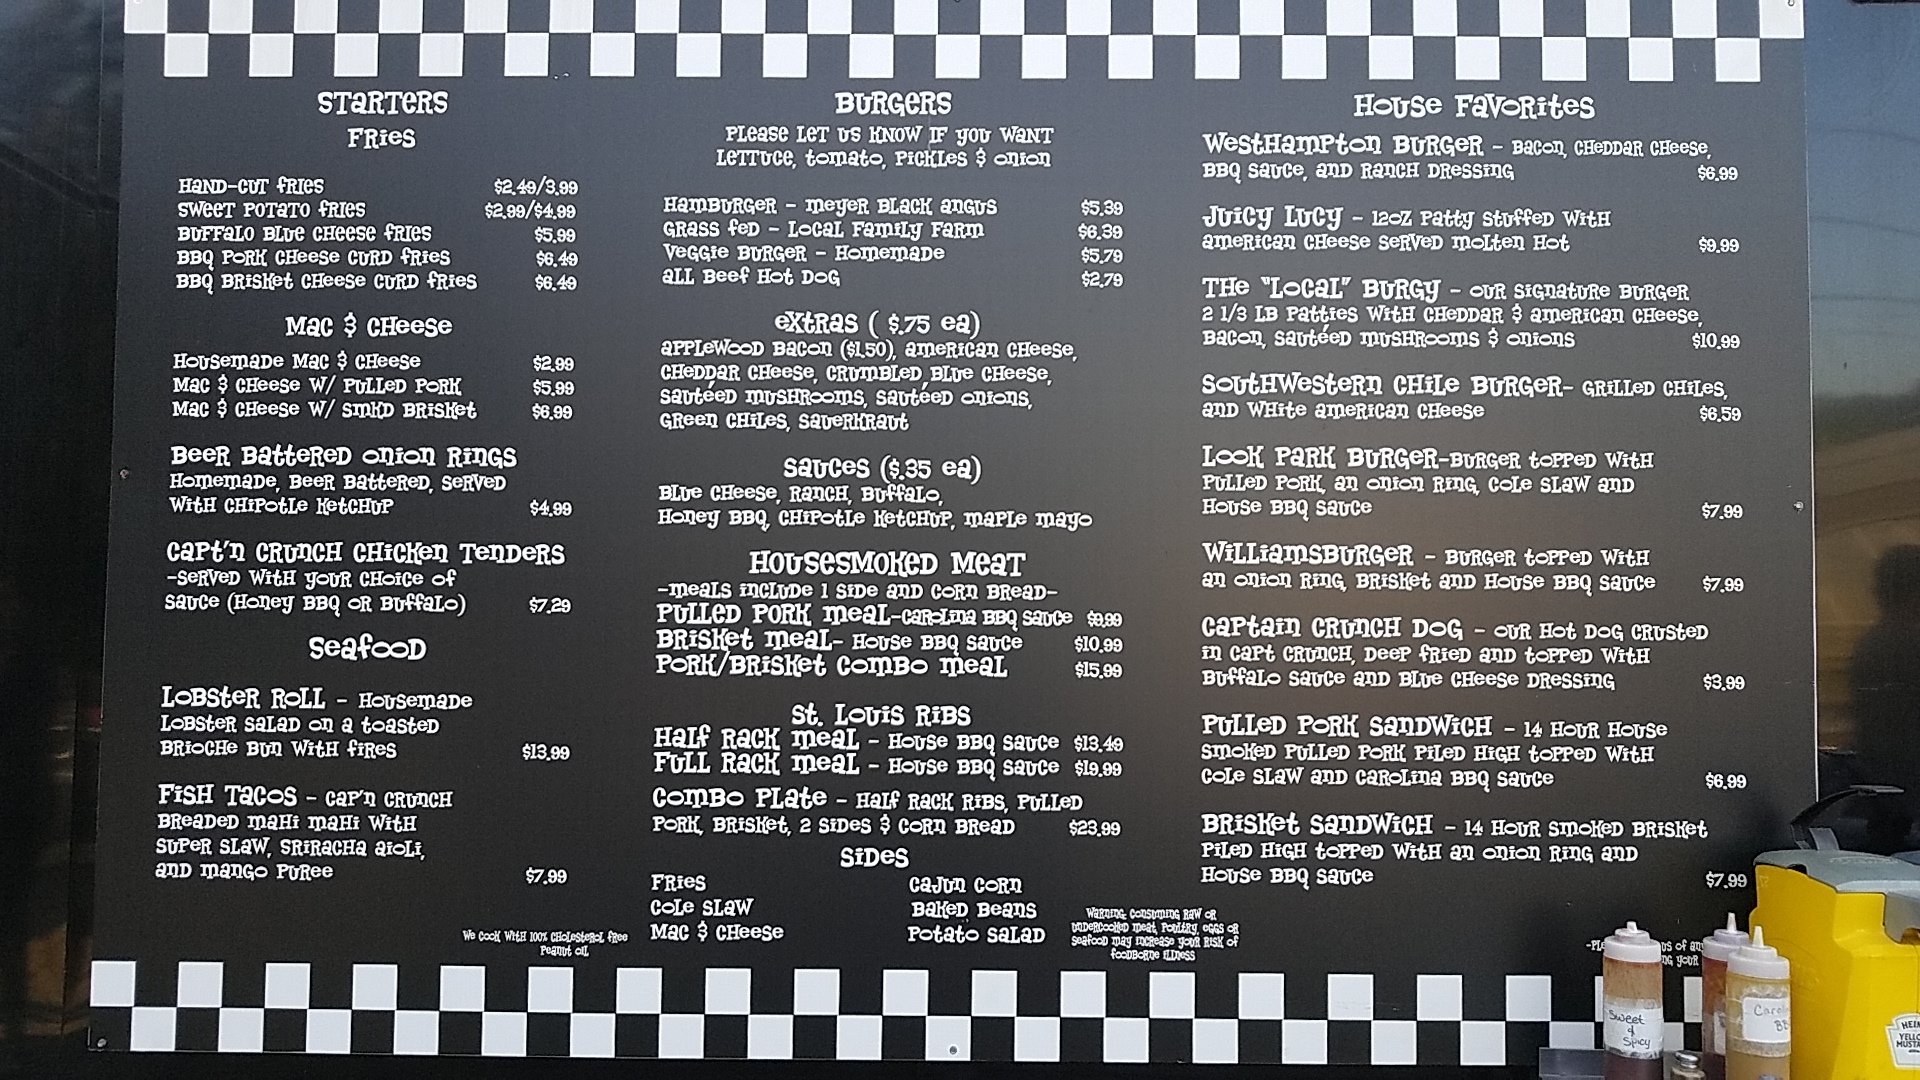 STARTERS
FRIES
HAND-CUT FRIES $2.49/3.99
SWEET POTATO FRIES $2.99/$4.99
BUFFALO BLUE CHEESE FRIES $5.99
BBQ PORK CHEESE CURD FRIES $6.49
BBQ BRISKET CHEESE CURD FRIES $6.49
MAC & CHEESE
HOUSEMADE MAC & CHEESE $2.99
MAC & CHEESE W/ PULLED PORK $5.99
MAC & CHEESE W/ SMKD BRISKET $6.99
BEER BATTERED ONION RINGS
HOMEMADE, BEER BATTERED, SERVED
WITH CHIPOTLE KETCHUP $4.99
CAPT'N CRUNCH CHICKEN TENDERS
-SERVED WITH YOUR CHOICE OF
SAUCE (HONEY BBQ OR BUFFALO) $7.29
SEAFOOD
LOBSTER ROLL - HOUSEMADE
LOBSTER SALAD ON A TOASTED
BRIOCHE BUN WITH FIRES $13.99
FISH TACOS - CAP'N CRUNCH
BREADED MAHI MAHI WITH
SUPER SLAW, SRIRACHA AIOLI,
AND MANGO PUREE $7.99
WE COOK WITH 100% CHOLESTEROL FREE
PEANUT OIL
BURGERS
PLEASE LET US KNOW IF YOU WANT
LETTUCE, TOMATO, PICKLES & ONION
HAMBURGER - MEYER BLACK ANGUS $5.39
GRASS FED - LOCAL FAMILY FARM $6.39
VEGGIE BURGER - HOMEMADE $5.79
ALL BEEF HOT DOG $2.79
EXTRAS ( $.75 EA)
APPLEWOOD BACON ($1.50), AMERICAN CHEESE,
CHEDDAR CHEESE, CRUMBLED BLUE CHEESE,
SAUTÉED MUSHROOMS, SAUTÉED ONIONS,
GREEN CHILES, SAUERKRAUT
SAUCES ($.35 EA)
BLUE CHEESE, RANCH, BUFFALO,
HONEY BBQ, CHIPOTLE KETCHUP, MAPLE MAYO
HOUSESMOKED MEAT
-MEALS INCLUDE 1 SIDE AND CORN BREAD-
PULLED PORK MEAL-CAROLINA BBQ SAUCE $9.99
BRISKET MEAL- HOUSE BBQ SAUCE $10.99
PORK/BRISKET COMBO MEAL $15.99
ST. LOUIS RIBS
HALF RACK MEAL - HOUSE BBQ SAUCE $13.49
FULL RACK MEAL - HOUSE BBQ SAUCE $19.99
COMBO PLATE - HALF RACK RIBS, PULLED
PORK, BRISKET, 2 SIDES & CORN BREAD $23.99
SIDES
FRIES CAJUN CORN
COLE SLAW BAKED BEANS
MAC & CHEESE POTATO SALAD
WARNING: CONSUMING RAW OR
UNDERCOOKED MEAT, POULTRY, EGGS OR
SEAFOOD MAY INCREASE YOUR RISK OF
FOODBORNE ILLNESS
HOUSE FAVORITES
WESTHAMPTON BURGER - BACON, CHEDDAR CHEESE,
BBQ SAUCE, AND RANCH DRESSING $6.99
JUICY LUCY - 12OZ PATTY STUFFED WITH
AMERICAN CHEESE SERVED MOLTEN HOT $9.99
THE "LOCAL" BURGY - OUR SIGNATURE BURGER
2 1/3 LB PATTIES WITH CHEDDAR & AMERICAN CHEESE,
BACON, SAUTÉED MUSHROOMS & ONIONS $10.99
SOUTHWESTERN CHILE BURGER- GRILLED CHILES,
AND WHITE AMERICAN CHEESE $6.59
LOOK PARK BURGER-BURGER TOPPED WITH
PULLED PORK, AN ONION RING, COLE SLAW AND
HOUSE BBQ SAUCE $7.99
WILLIAMSBURGER - BURGER TOPPED WITH
AN ONION RING, BRISKET AND HOUSE BBQ SAUCE $7.99
CAPTAIN CRUNCH DOG - OUR HOT DOG CRUSTED
IN CAPT CRUNCH, DEEP FRIED AND TOPPED WITH
BUFFALO SAUCE AND BLUE CHEESE DRESSING $3.99
PULLED PORK SANDWICH - 14 HOUR HOUSE
SMOKED PULLED PORK PILED HIGH TOPPED WITH
COLE SLAW AND CAROLINA BBQ SAUCE $6.99
BRISKET SANDWICH - 14 HOUR SMOKED BRISKET
PILED HIGH TOPPED WITH AN ONION RING AND
HOUSE BBQ SAUCE $7.99
OF
YOUR
Sweet
&
Spicy
YELLO